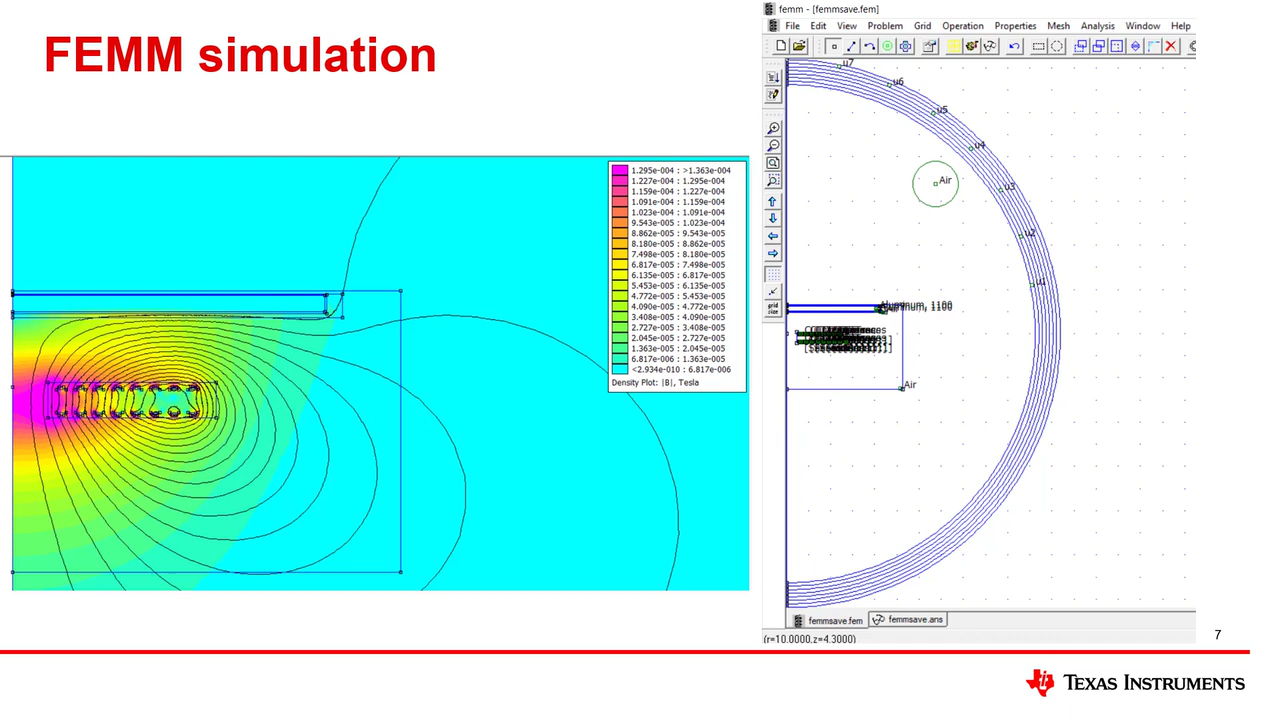 FEMM simulation
1.295e-004 : >1.363e-004
1.227e-004 : 1.295e-004
1.159e-004 : 1.227e-004
1.091e-004 : 1.159e-004
1.023e-004 : 1.091e-004
9.543e-005 : 1.023e-004
8.862e-005 : 9.543e-005
8.180e-005 : 8.862e-005
7.498e-005 : 8.180e-005
6.817e-005 : 7.498e-005
6.135e-005 : 6.817e-005
5.453e-005 : 6.135e-005
4.772e-005 : 5.453e-005
4.090e-005 : 4.772e-005
3.408e-005 : 4.090e-005
2.727e-005 : 3.408e-005
2.045e-005 : 2.727e-005
1.363e-005 : 2.045e-005
6.817e-006 : 1.363e-005
<2.934e-010 : 6.817e-006
Density Plot: |B|, Tesla
femm - [femmsave.fem]
File Edit View Problem Grid Operation Properties Mesh Analysis Window Help
grid
size
u7
u6
u5
u4
Air
u3
u2
u1
Aluminum, 1100
Aluminum, 1100
Air
femmsave.fem femmsave.ans
(r=10.0000,z=4.3000)
7
TEXAS INSTRUMENTS